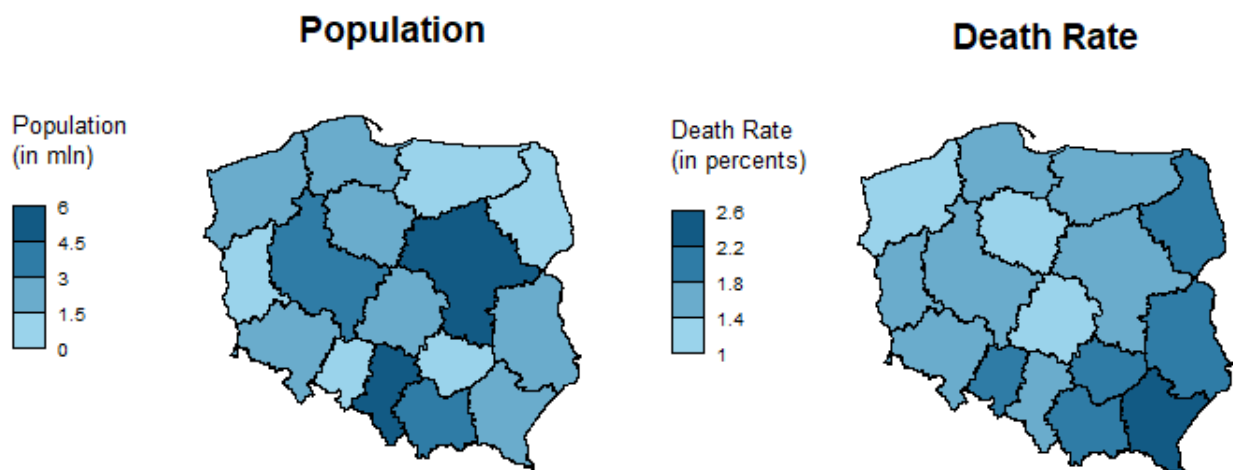 Population
Death Rate
Population
(in mln)
6
4.5
3
1.5
0
Death Rate
(in percents)
2.6
2.2
1.8
1.4
1